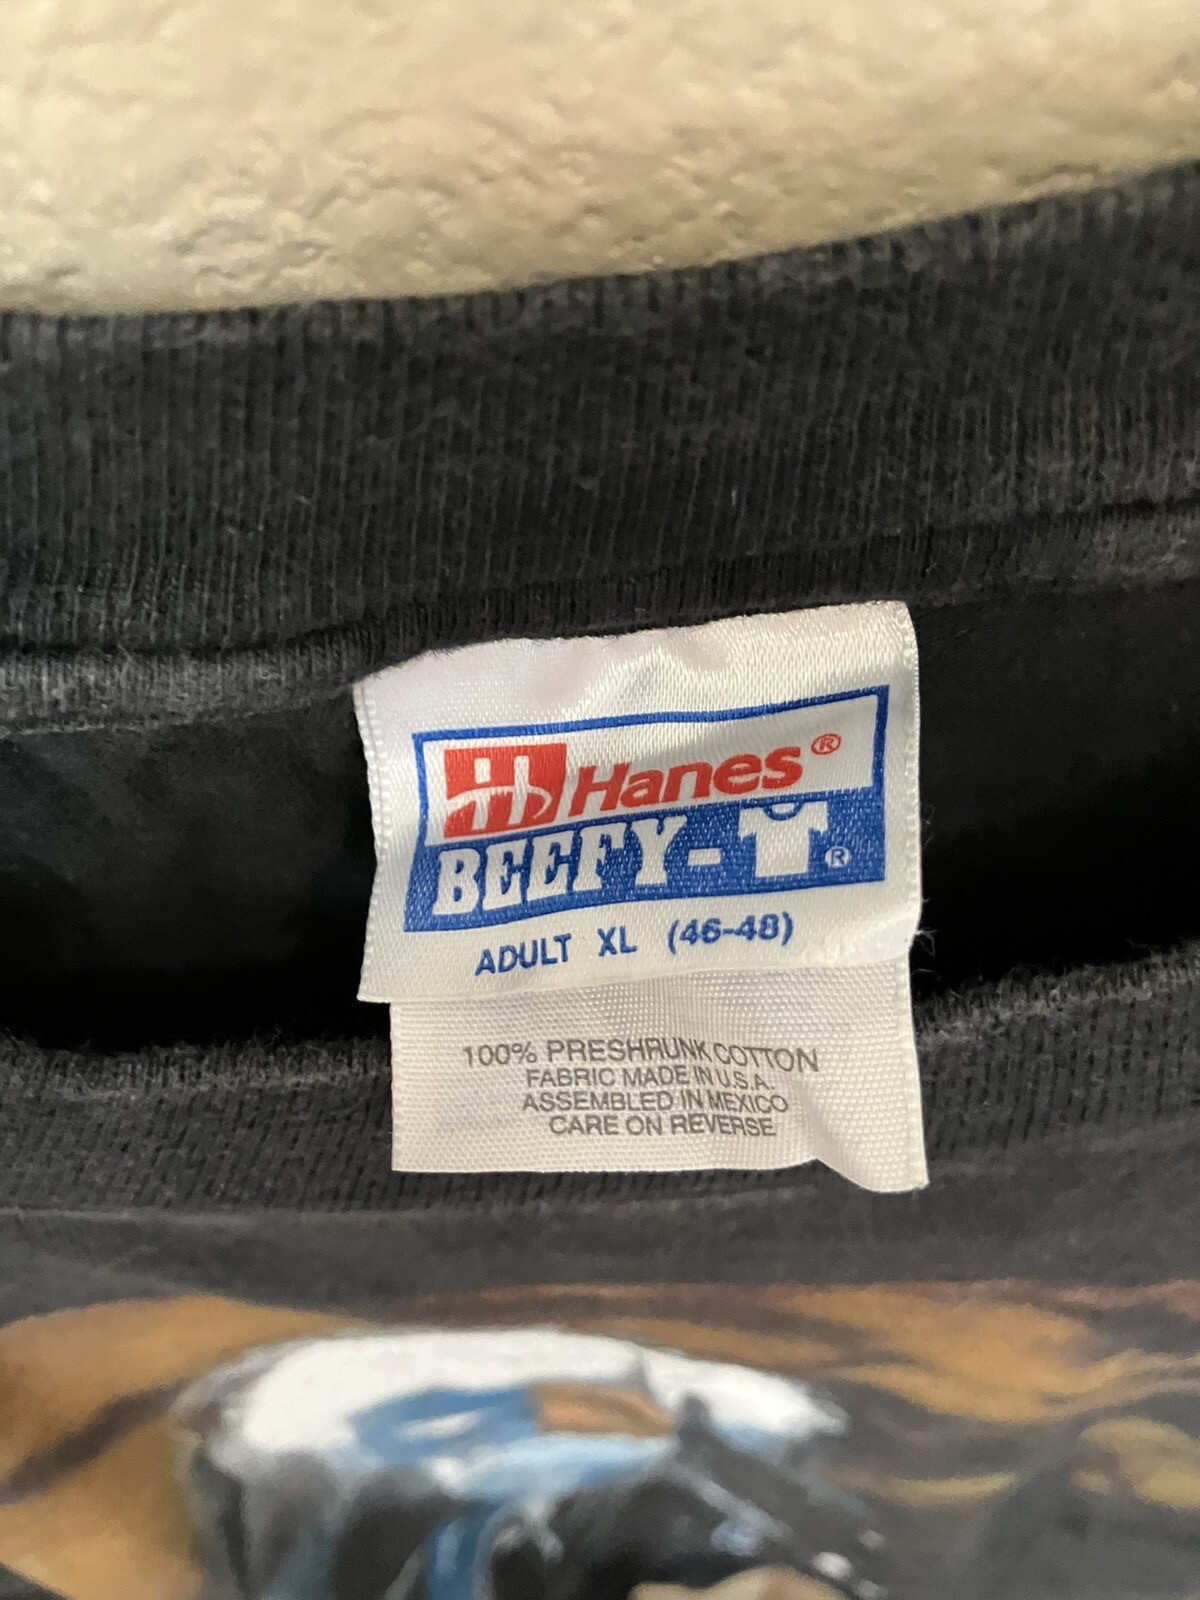 Hanes®
BEEFY-T®
ADULT XL (46-48)
100% PRESHRUNK COTTON
FABRIC MADE IN U.S.A.
ASSEMBLED IN MEXICO
CARE ON REVERSE